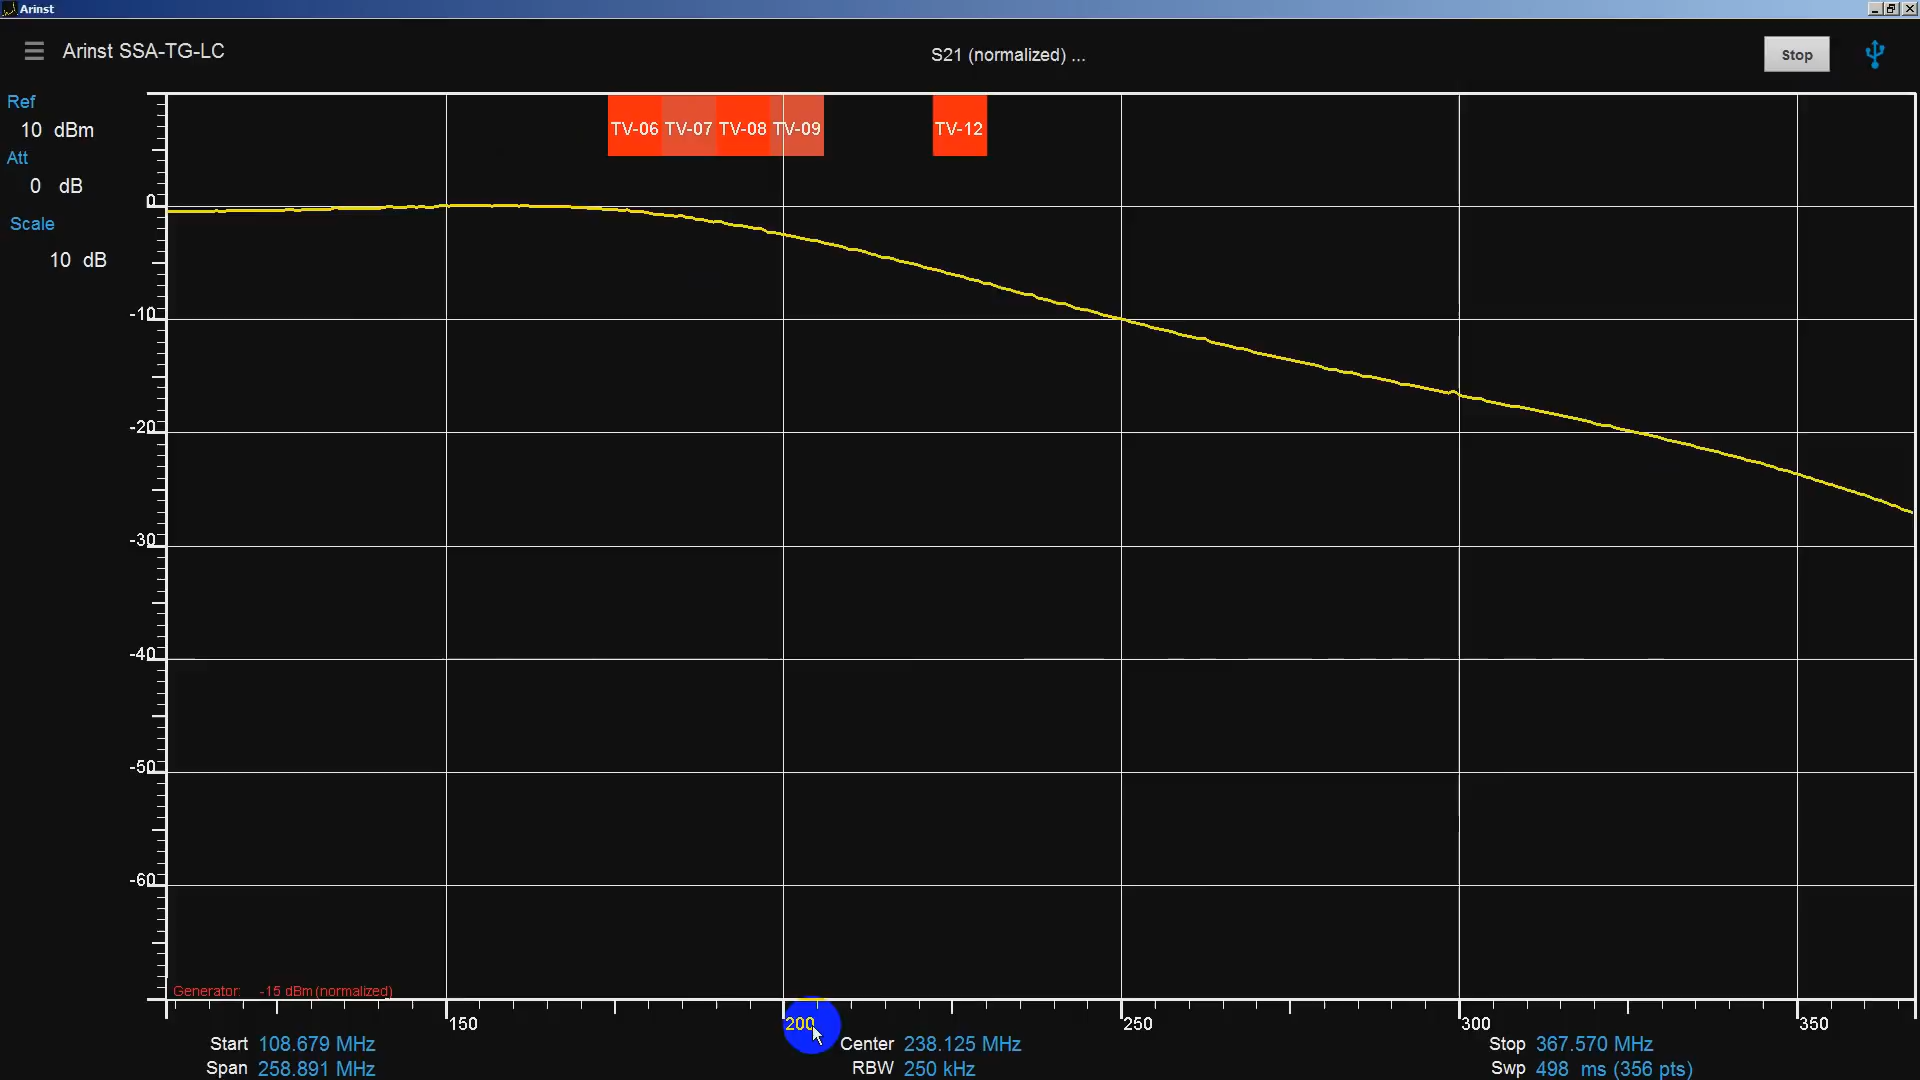 Arinst
Arinst SSA-TG-LC
S21 (normalized) ...
Stop
Ref
10 dBm
Att
0 dB
Scale
10 dB
TV-06 TV-07 TV-08 TV-09 TV-12
0
-10
-20
-30
-40
-50
-60
Generator: -15 dBm (normalized)
150 200 250 300 350
Start 108.679 MHz Center 238.125 MHz Stop 367.570 MHz
Span 258.891 MHz RBW 250 kHz Swp 498 ms (356 pts)